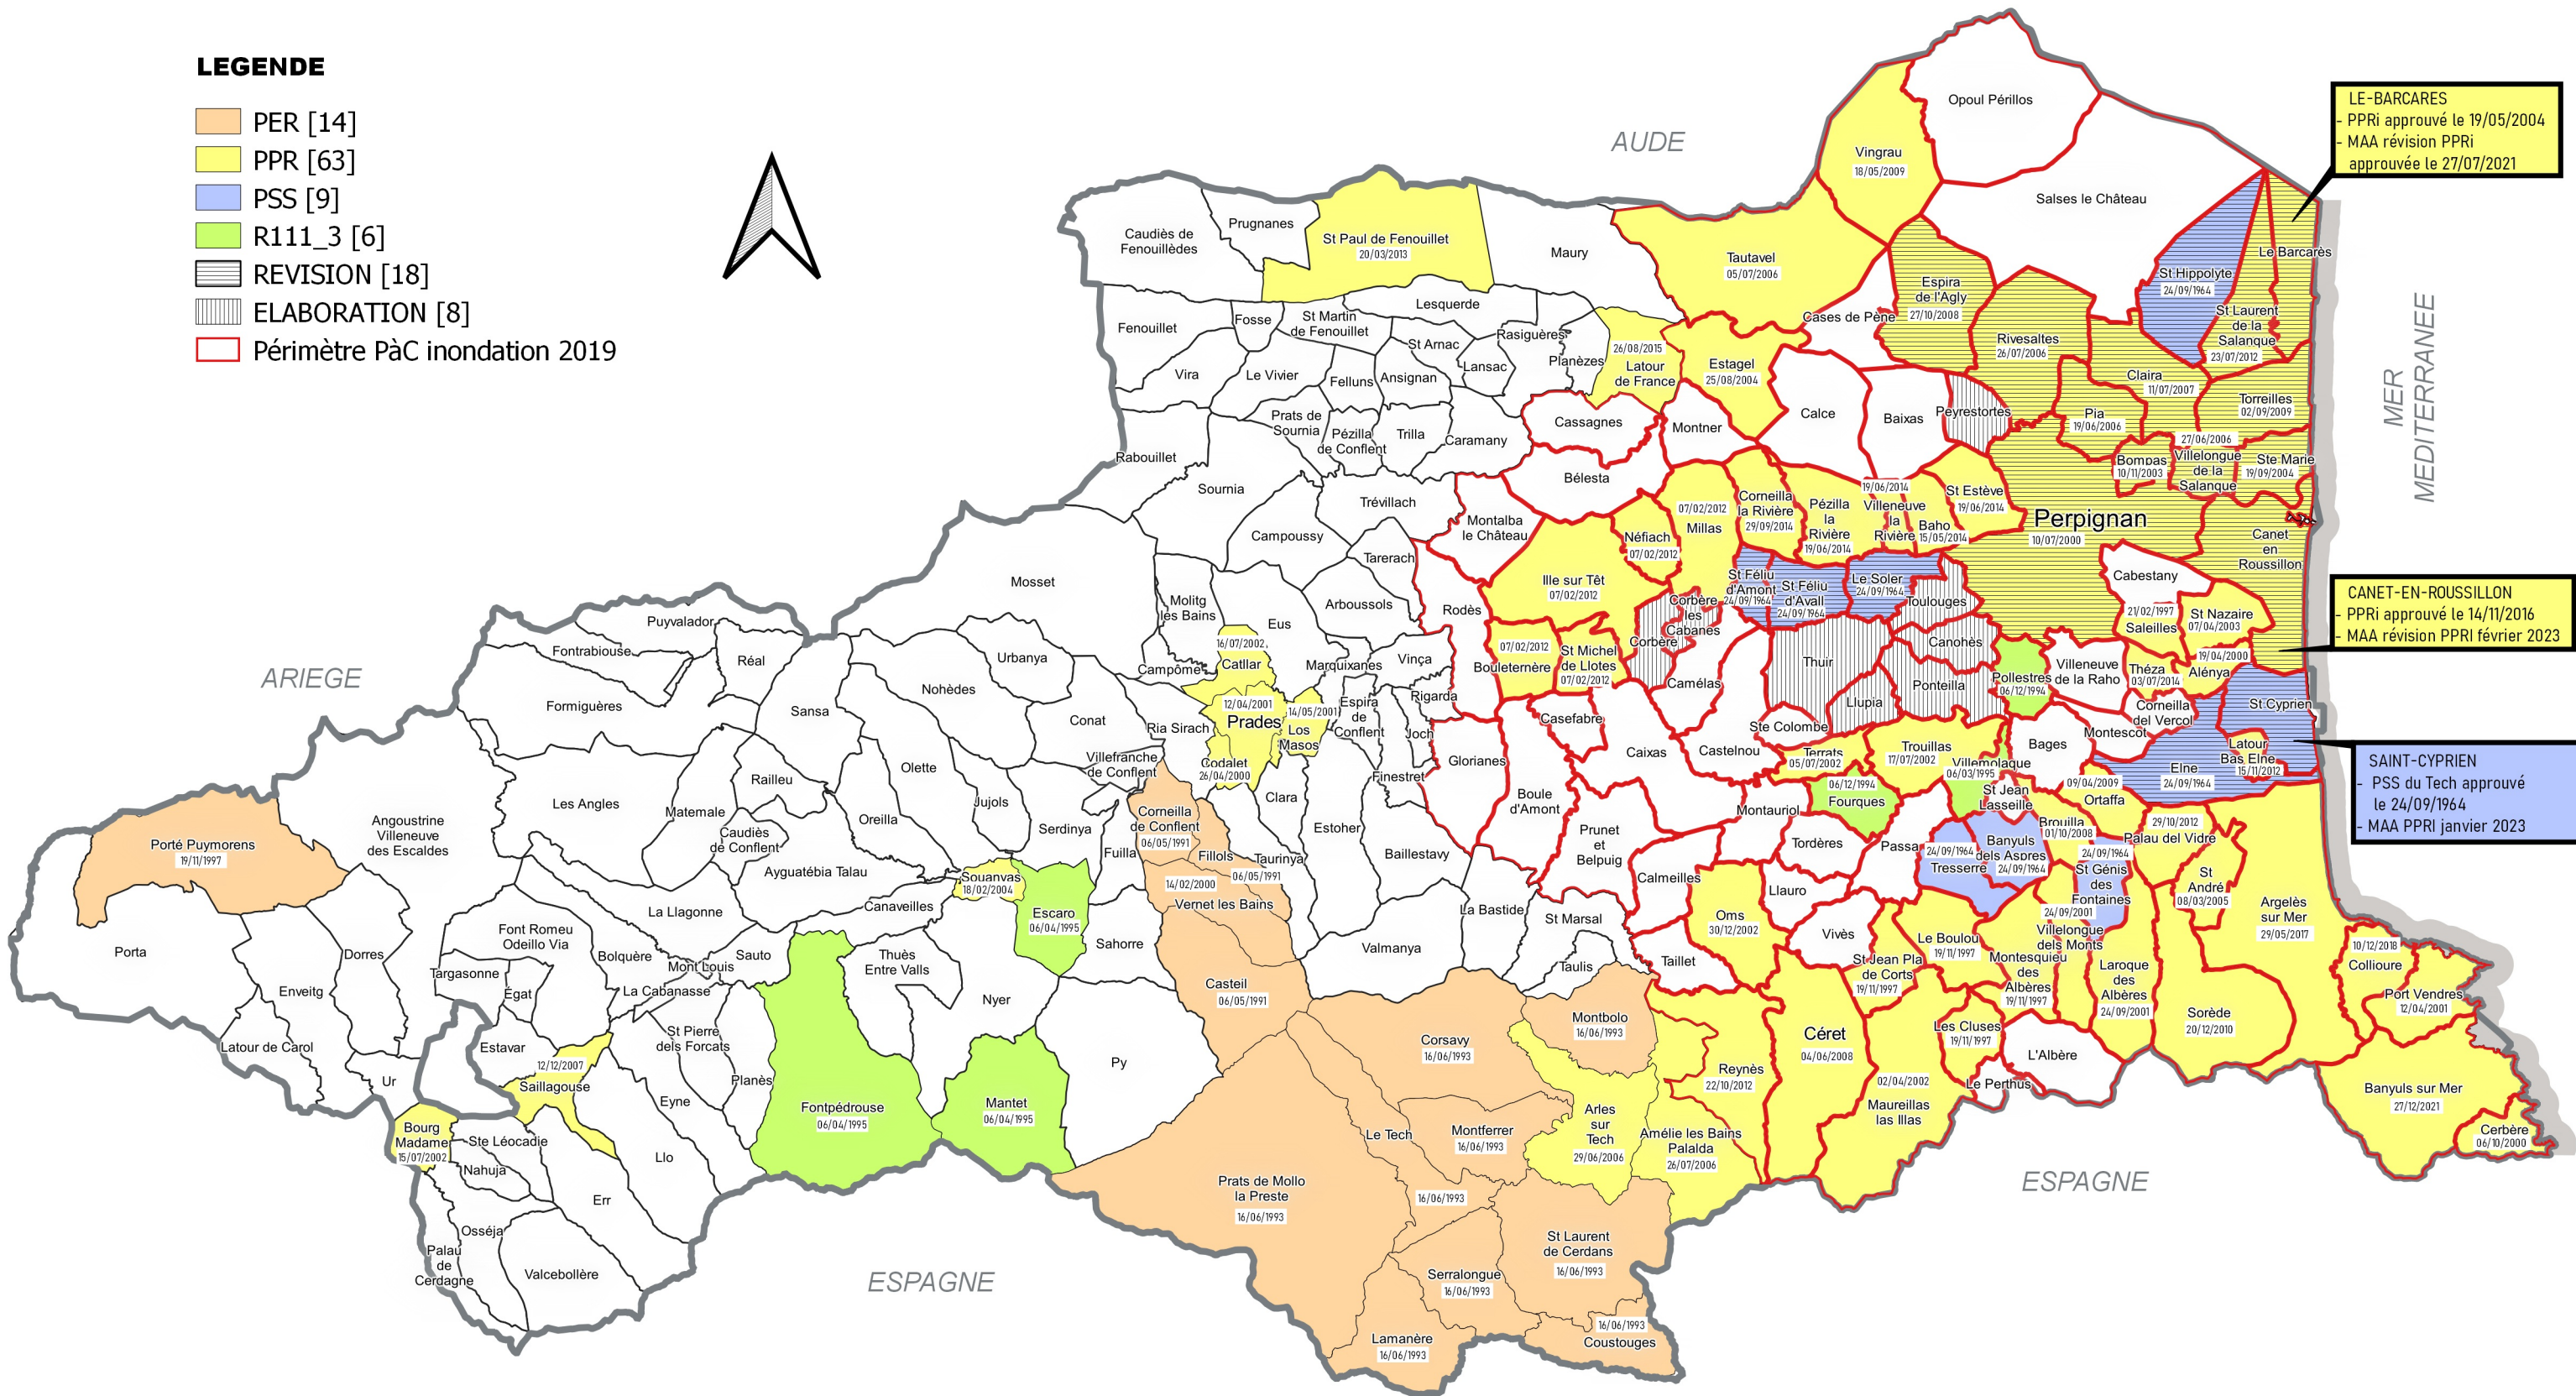 LEGENDE
PER [14]
PPR [63]
PSS [9]
R111_3 [6]
REVISION [18]
ELABORATION [8]
Périmètre PàC inondation 2019
AUDE
ARIEGE
ESPAGNE
ESPAGNE
MER
MEDITERRANEE
LE-BARCARES
- PPRi approuvé le 19/05/2004
- MAA révision PPRi
approuvée le 27/07/2021
CANET-EN-ROUSSILLON
- PPRi approuvé le 14/11/2016
- MAA révision PPRI février 2023
SAINT-CYPRIEN
- PSS du Tech approuvé
le 24/09/1964
- MAA PPRI janvier 2023
Opoul Périllos
Vingrau
18/05/2009
Salses le Château
Caudiès de
Fenouillèdes
Prugnanes
St Paul de Fenouillet
20/03/2013
Maury
Tautavel
05/07/2006
Le Barcarès
St Hippolyte
24/09/1964
St Laurent
de la
Salanque
23/07/2012
Espira
de l'Agly
27/10/2008
Cases de Pène
Rivesaltes
26/07/2006
Claira
11/07/2007
Torreilles
02/09/2009
Pia
19/06/2006
27/06/2006
Villelongue
de la
Salanque
Bompas
10/11/2003
Ste Marie
19/09/2004
Fenouillet
Fosse
St Martin
de Fenouillet
Lesquerde
Rasiguères
St Arnac
Lansac
Planèzes
26/08/2015
Latour
de France
Estagel
25/08/2004
Vira
Le Vivier
Felluns
Ansignan
Prats de
Sournia
Pézilla
de Conflent
Trilla
Caramany
Cassagnes
Montner
Calce
Baixas
Peyrestortes
Rabouillet
Sournia
Trévillach
Bélesta
Campoussy
Tarerach
Montalba
le Château
Néfiach
07/02/2012
07/02/2012
Millas
Corneilla
la Rivière
29/09/2014
Pézilla
la
Rivière
19/06/2014
19/06/2014
Villeneuve
la
Rivière
Baho
15/05/2014
St Estève
19/06/2014
Perpignan
10/07/2000
Canet
en
Roussillon
Cabestany
21/02/1997
Saleilles
St Nazaire
07/04/2003
Mosset
Molitg
les Bains
Campôme
Eus
Arboussols
Rodès
Ille sur Têt
07/02/2012
07/02/2012
Bouleternère
St Michel
de Llotes
07/02/2012
Corbère
les
Cabanes
Corbère
St Féliu
d'Amont
24/09/1964
St Féliu
d'Avall
24/09/1964
Le Soler
24/09/1964
Toulouges
Canohès
Thuir
Llupia
Ponteilla
Pollestres
06/12/1994
Villeneuve
de la Raho
Théza
03/07/2014
19/04/2000
Alénya
Corneilla
del Vercol
St Cyprien
Montescot
Bages
Latour
Bas Elne
15/11/2012
Elne
24/09/1964
Puyvalador
Fontrabiouse
Réal
Formiguères
Sansa
Urbanya
Nohèdes
Conat
Ria Sirach
16/07/2002
Catllar
12/04/2001
Prades
14/05/2001
Los
Masos
Codalet
26/04/2000
Marquixanes
Vinça
Espira
de
Conflent
Rigarda
Joch
Finestret
Glorianes
Casefabre
Caixas
Camélas
Castelnou
Ste Colombe
Terrats
05/07/2002
Trouillas
17/07/2002
Villemolaque
06/03/1995
06/12/1994
Fourques
St Jean
Lasseille
09/04/2009
Ortaffa
Brouilla
01/10/2008
29/10/2012
Palau del Vidre
Villefranche
de Conflent
Les Angles
Matemale
Railleu
Caudiès
de Conflent
Olette
Oreilla
Jujols
Serdinya
Ayguatébia Talau
Canaveilles
Souanyas
18/02/2004
Escaro
06/04/1995
Fuilla
Corneilla
de Conflent
06/05/1991
Fillols
06/05/1991
Taurinya
Clara
Estoher
Baillestavy
14/02/2000
Vernet les Bains
Sahorre
Casteil
06/05/1991
Valmanya
La Bastide
Boule
d'Amont
Prunet
et
Belpuig
Calmeilles
Montauriol
Tordères
Passa
24/09/1964
Tresserre
Banyuls
dels Aspres
24/09/1964
24/09/1964
St Génis
des
Fontaines
St
André
08/03/2005
Argelès
sur Mer
29/05/2017
Llauro
Oms
30/12/2002
Vivès
Taillet
St Marsal
Taulis
St Jean Pla
de Corts
19/11/1997
Le Boulou
19/11/1997
24/09/2001
Villelongue
dels Monts
Montesquieu
des
Albères
19/11/1997
Laroque
des
Albères
24/09/2001
Sorède
20/12/2010
10/12/2018
Collioure
Port Vendres
12/04/2001
Banyuls sur Mer
27/12/2021
Cerbère
06/10/2000
Porté Puymorens
19/11/1997
Angoustrine
Villeneuve
des Escaldes
Porta
Dorres
Enveitg
Latour de Carol
Ur
Font Romeu
Odeillo Via
Targasonne
Égat
Bolquère
La Llagonne
Mont Louis
La Cabanasse
Sauto
Thuès
Entre Valls
Nyer
Estavar
12/12/2007
Saillagouse
St Pierre
dels Forcats
Planès
Eyne
Llo
Fontpédrouse
06/04/1995
Mantet
06/04/1995
Py
Bourg
Madame
15/07/2002
Ste Léocadie
Nahuja
Err
Osséja
Palau
de
Cerdagne
Valcebollère
Prats de Mollo
la Preste
16/06/1993
Corsavy
16/06/1993
Montbolo
16/06/1993
Le Tech
16/06/1993
Montferrer
16/06/1993
Arles
sur
Tech
29/06/2006
Amélie les Bains
Palalda
26/07/2006
Reynès
22/10/2012
Céret
04/06/2008
02/04/2002
Maureillas
las Illas
Les Cluses
19/11/1997
Le Perthus
L'Albère
St Laurent
de Cerdans
16/06/1993
Serralongue
16/06/1993
Lamanère
16/06/1993
16/06/1993
Coustouges